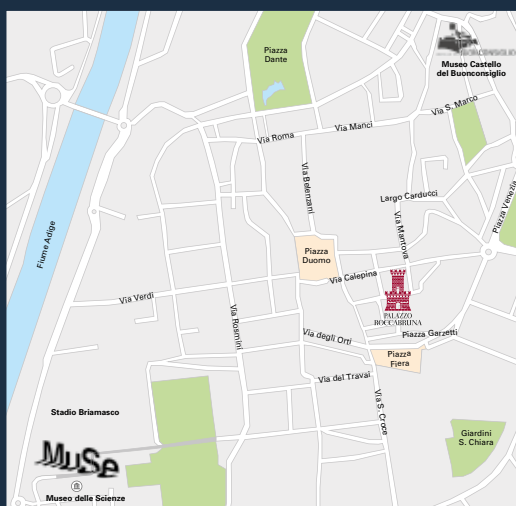 Piazza
Dante
Museo Castello
del Buonconsiglio
Via S. Marco
Via Manci
Via Roma
Via Belenzani
Largo Carducci
Via Mantova
Piazza Venezia
Fiume Adige
Piazza
Duomo
Via Calepina
PALAZZO
ROCCABRUNA
Via Verdi
Via Rosmini
Via degli Orti
Piazza Garzetti
Piazza
Fiera
Via del Travai
Via S. Croce
Stadio Briamasco
Giardini
S. Chiara
MuSe
Museo delle Scienze